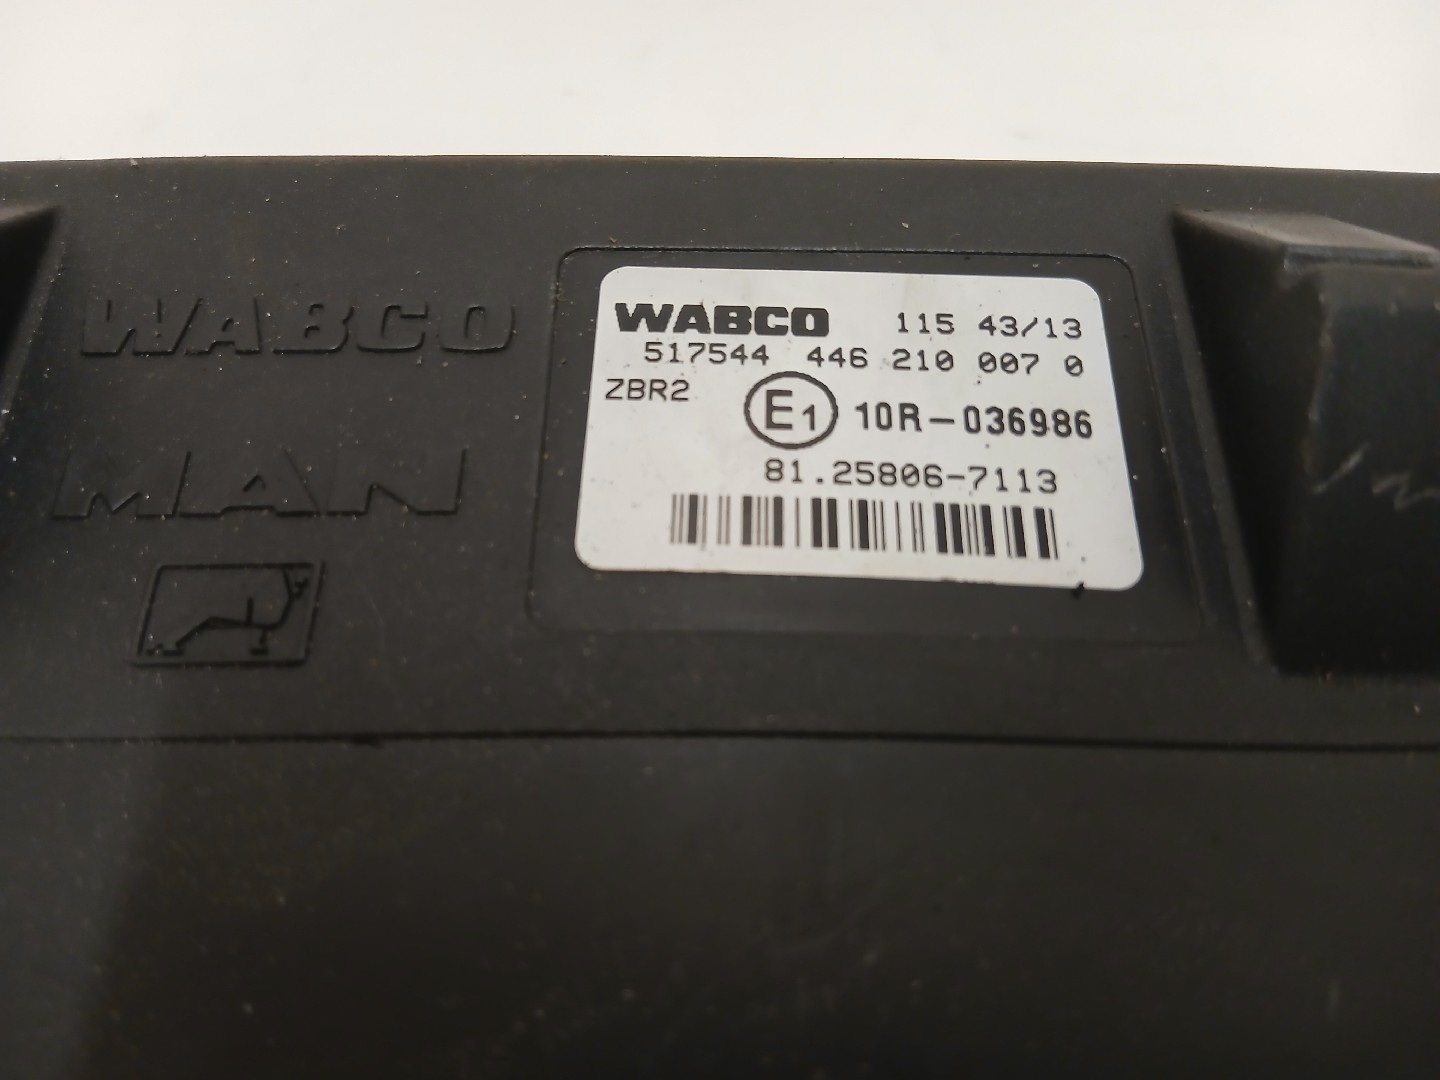 WABCO
MAN
WABCO 115 43/13
517544 446 210 007 0
ZBR2 E1 10R-036986
81.25806-7113